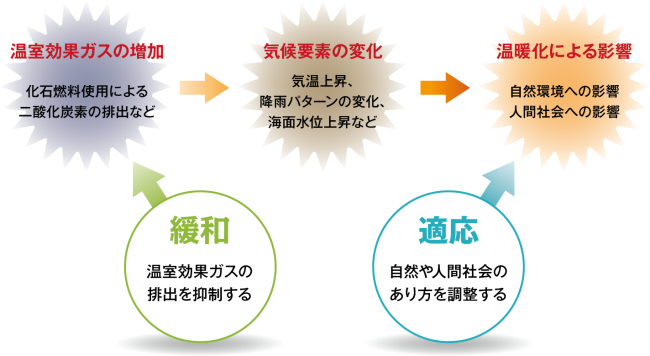 温室効果ガスの増加
化石燃料使用による
二酸化炭素の排出など
気候要素の変化
気温上昇、
降雨パターンの変化、
海面水位上昇など
温暖化による影響
自然環境への影響
人間社会への影響
緩和
温室効果ガスの
排出を抑制する
適応
自然や人間社会の
あり方を調整する